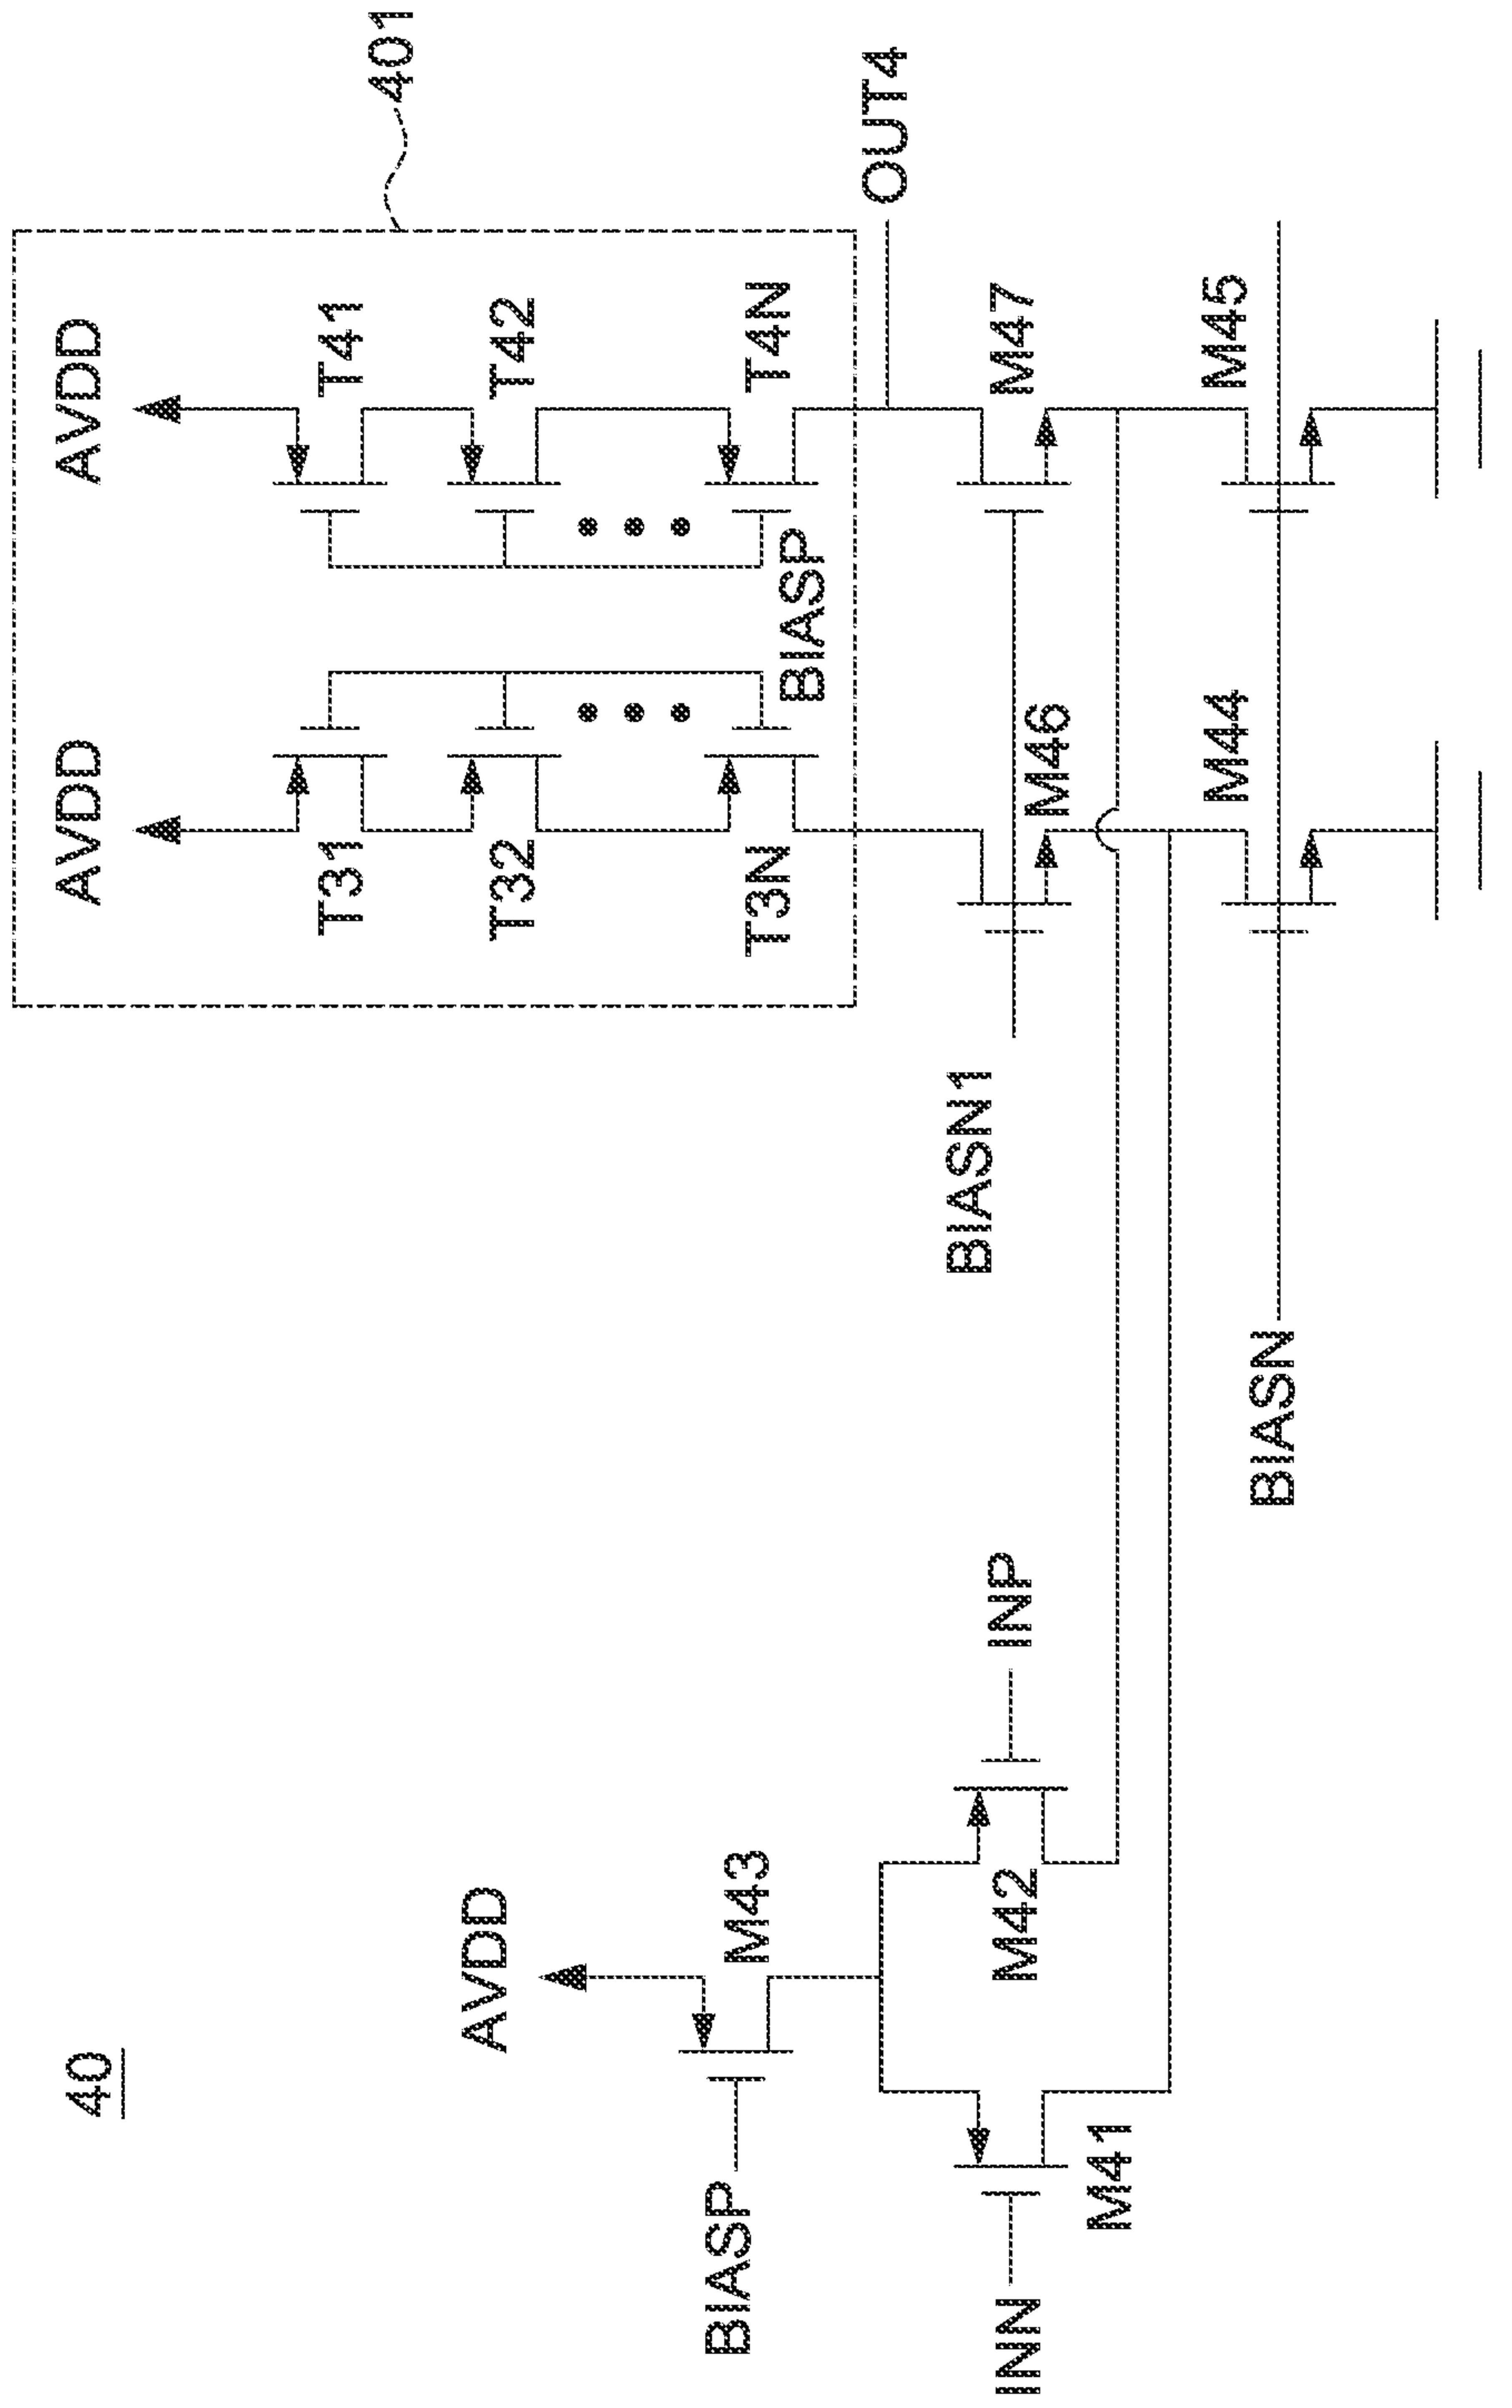 40
AVDD
AVDD
401
T31
T41
T32
T42
AVDD
BIASP
M43
T3N
T4N
BIASP
OUT4
INN
M42
INP
BIASN1
M47
M46
M41
M44
M45
BIASN